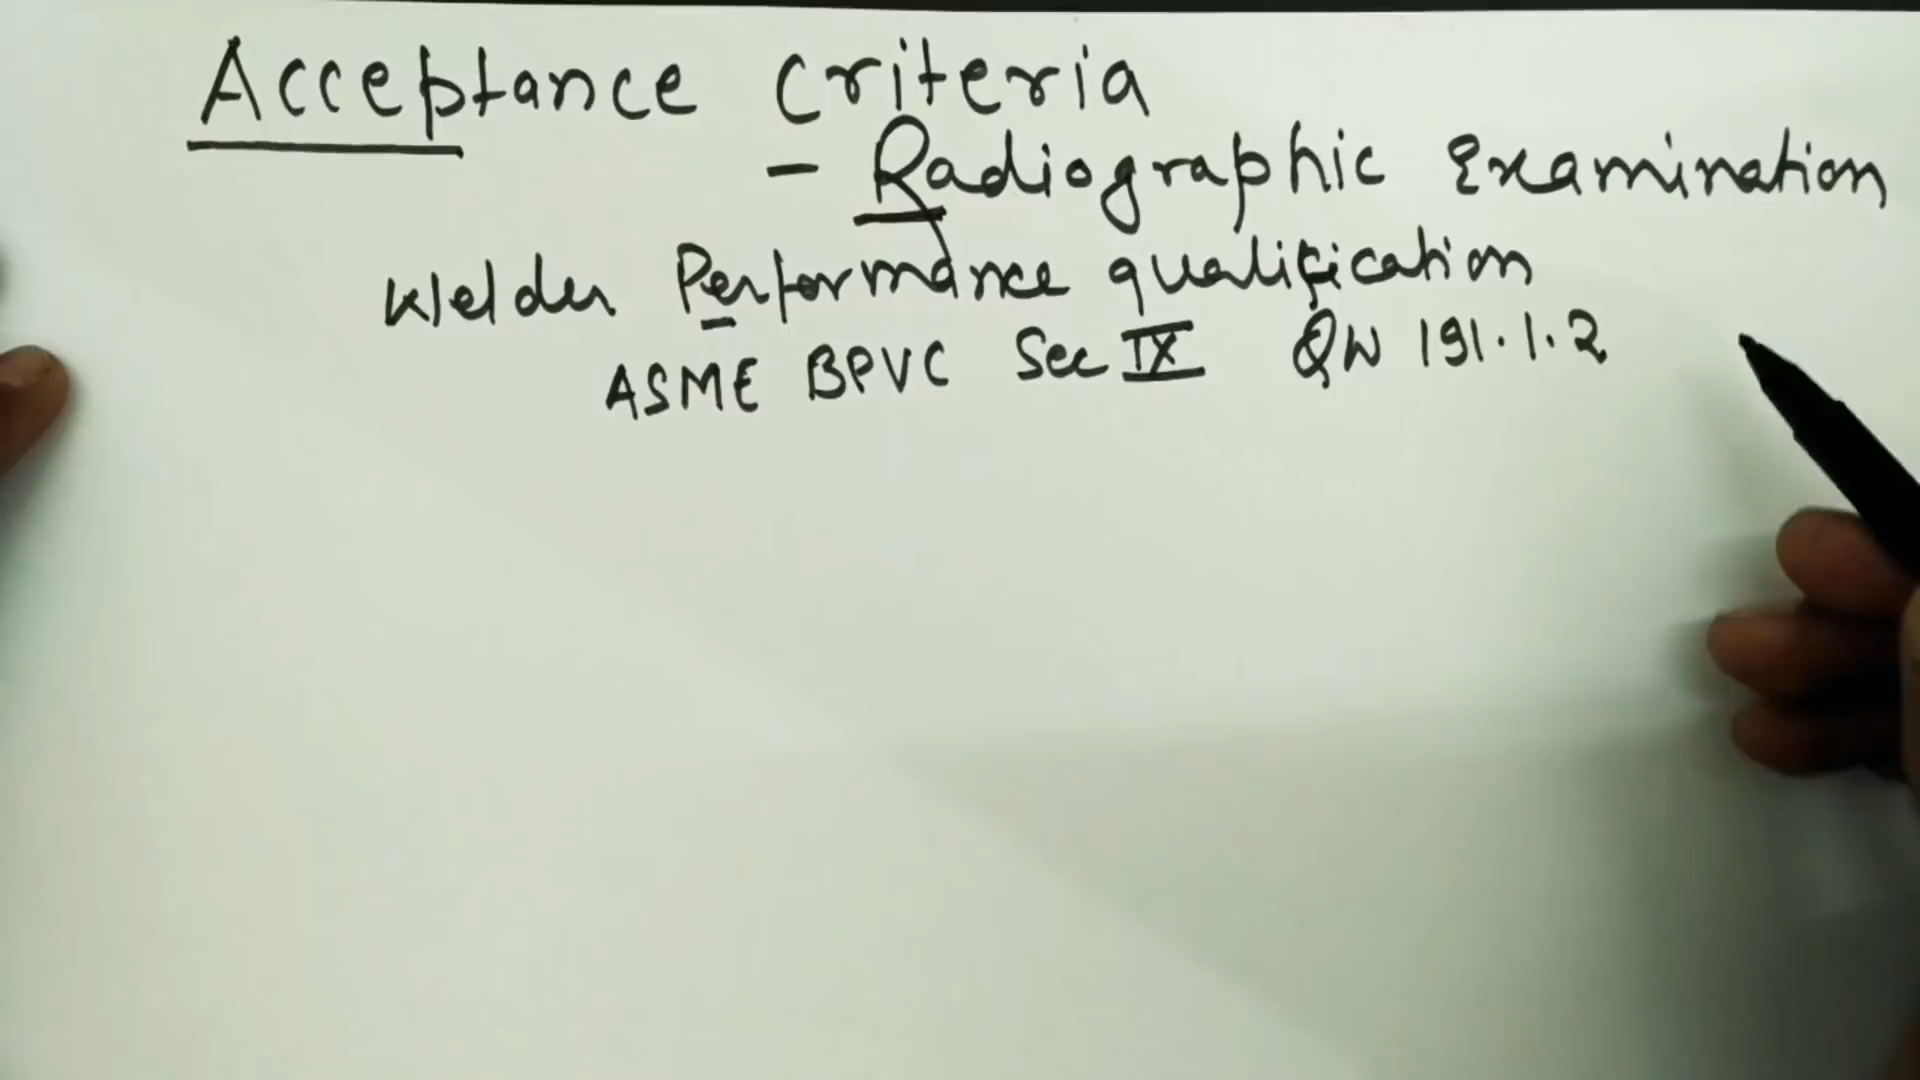 Acceptance Criteria
- Radiographic Examination
Welder Performance qualification
ASME BPVC Sec IX QW 191.1.2